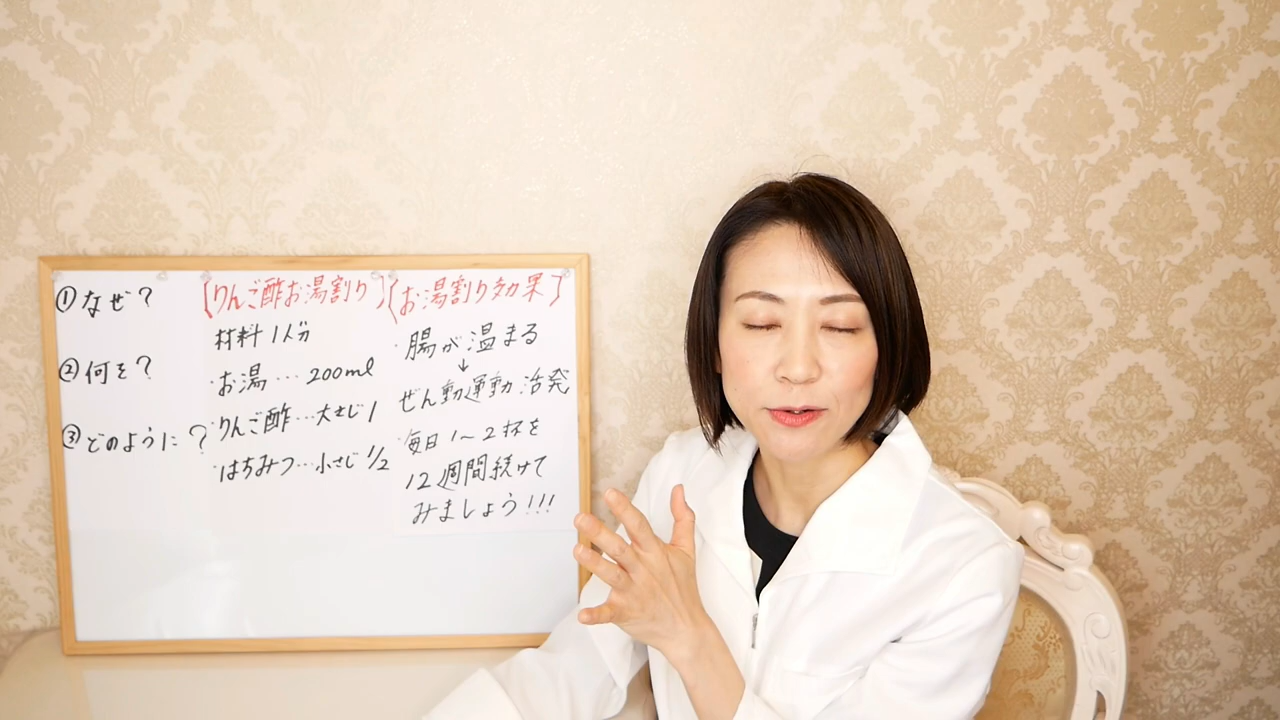 ①なぜ?
②何を?
③どのように?
【りんご酢お湯割り】
材料1人分
・お湯…200ml
・りんご酢…大さじ1
・はちみつ…小さじ1/2
【お湯割り効果】
・腸が温まる
↓
ぜん動運動活発
・毎日1〜2杯を
12週間続けて
みましょう!!!